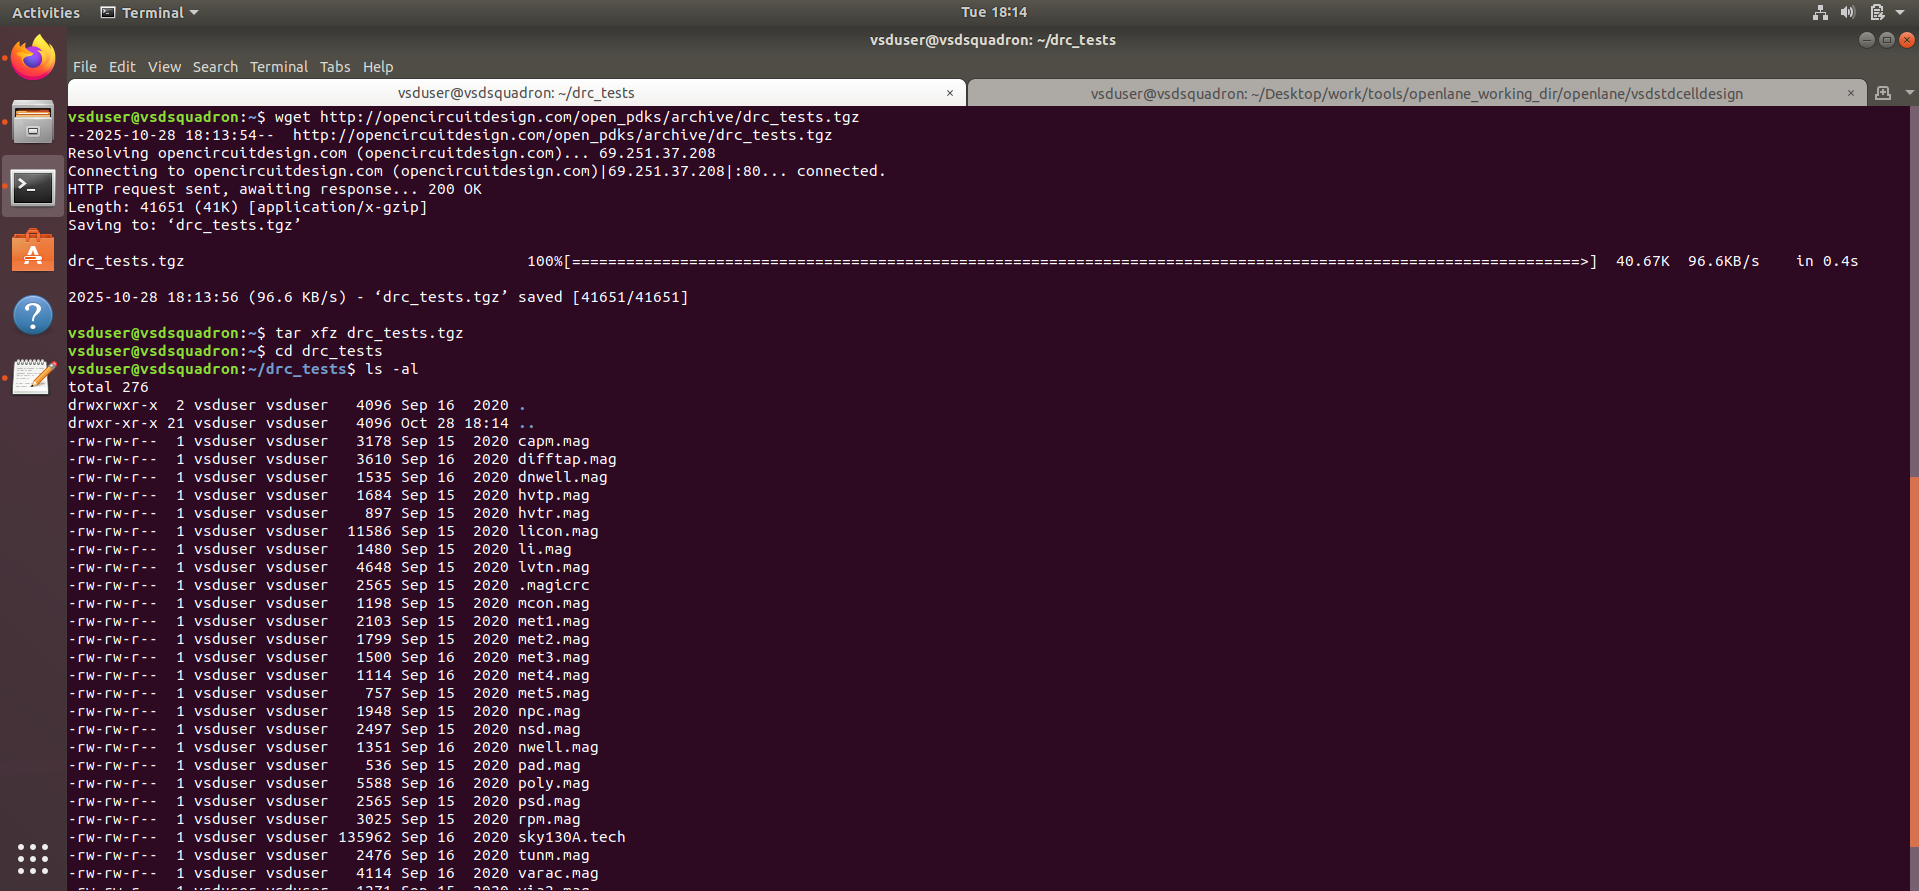 Activities Terminal Tue 18:14
vsduser@vsdsquadron: ~/drc_tests
File Edit View Search Terminal Tabs Help
vsduser@vsdsquadron: ~/drc_tests × vsduser@vsdsquadron: ~/Desktop/work/tools/openlane_working_dir/openlane/vsdstdcelldesign ×
vsduser@vsdsquadron:~$ wget http://opencircuitdesign.com/open_pdks/archive/drc_tests.tgz
--2025-10-28 18:13:54--  http://opencircuitdesign.com/open_pdks/archive/drc_tests.tgz
Resolving opencircuitdesign.com (opencircuitdesign.com)... 69.251.37.208
Connecting to opencircuitdesign.com (opencircuitdesign.com)|69.251.37.208|:80... connected.
HTTP request sent, awaiting response... 200 OK
Length: 41651 (41K) [application/x-gzip]
Saving to: ‘drc_tests.tgz’
drc_tests.tgz 100%[================================================================================================================>] 40.67K 96.6KB/s in 0.4s
2025-10-28 18:13:56 (96.6 KB/s) - ‘drc_tests.tgz’ saved [41651/41651]
vsduser@vsdsquadron:~$ tar xfz drc_tests.tgz
vsduser@vsdsquadron:~$ cd drc_tests
vsduser@vsdsquadron:~/drc_tests$ ls -al
total 276
drwxrwxr-x  2 vsduser vsduser   4096 Sep 16  2020 .
drwxr-xr-x 21 vsduser vsduser   4096 Oct 28 18:14 ..
-rw-rw-r--  1 vsduser vsduser   3178 Sep 15  2020 capm.mag
-rw-rw-r--  1 vsduser vsduser   3610 Sep 16  2020 difftap.mag
-rw-rw-r--  1 vsduser vsduser   1535 Sep 16  2020 dnwell.mag
-rw-rw-r--  1 vsduser vsduser   1684 Sep 15  2020 hvtp.mag
-rw-rw-r--  1 vsduser vsduser    897 Sep 15  2020 hvtr.mag
-rw-rw-r--  1 vsduser vsduser  11586 Sep 15  2020 licon.mag
-rw-rw-r--  1 vsduser vsduser   1480 Sep 15  2020 li.mag
-rw-rw-r--  1 vsduser vsduser   4648 Sep 15  2020 lvtn.mag
-rw-rw-r--  1 vsduser vsduser   2565 Sep 15  2020 .magicrc
-rw-rw-r--  1 vsduser vsduser   1198 Sep 15  2020 mcon.mag
-rw-rw-r--  1 vsduser vsduser   2103 Sep 15  2020 met1.mag
-rw-rw-r--  1 vsduser vsduser   1799 Sep 15  2020 met2.mag
-rw-rw-r--  1 vsduser vsduser   1500 Sep 16  2020 met3.mag
-rw-rw-r--  1 vsduser vsduser   1114 Sep 16  2020 met4.mag
-rw-rw-r--  1 vsduser vsduser    757 Sep 15  2020 met5.mag
-rw-rw-r--  1 vsduser vsduser   1948 Sep 15  2020 npc.mag
-rw-rw-r--  1 vsduser vsduser   2497 Sep 15  2020 nsd.mag
-rw-rw-r--  1 vsduser vsduser   1351 Sep 16  2020 nwell.mag
-rw-rw-r--  1 vsduser vsduser    536 Sep 15  2020 pad.mag
-rw-rw-r--  1 vsduser vsduser   5588 Sep 16  2020 poly.mag
-rw-rw-r--  1 vsduser vsduser   2565 Sep 15  2020 psd.mag
-rw-rw-r--  1 vsduser vsduser   3025 Sep 15  2020 rpm.mag
-rw-rw-r--  1 vsduser vsduser 135962 Sep 16  2020 sky130A.tech
-rw-rw-r--  1 vsduser vsduser   2476 Sep 16  2020 tunm.mag
-rw-rw-r--  1 vsduser vsduser   4114 Sep 16  2020 varac.mag